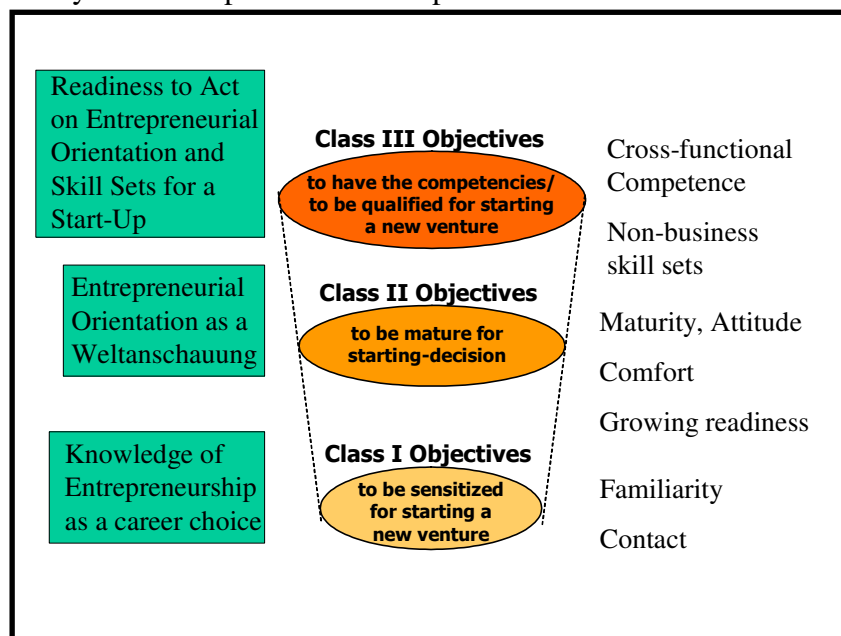 Readiness to Act
on Entrepreneurial
Orientation and
Skill Sets for a
Start-Up
Class III Objectives
to have the competencies/
to be qualified for starting
a new venture
Cross-functional
Competence
Non-business
skill sets
Entrepreneurial
Orientation as a
Weltanschauung
Class II Objectives
to be mature for
starting-decision
Maturity, Attitude
Comfort
Growing readiness
Knowledge of
Entrepreneurship
as a career choice
Class I Objectives
to be sensitized
for starting a
new venture
Familiarity
Contact